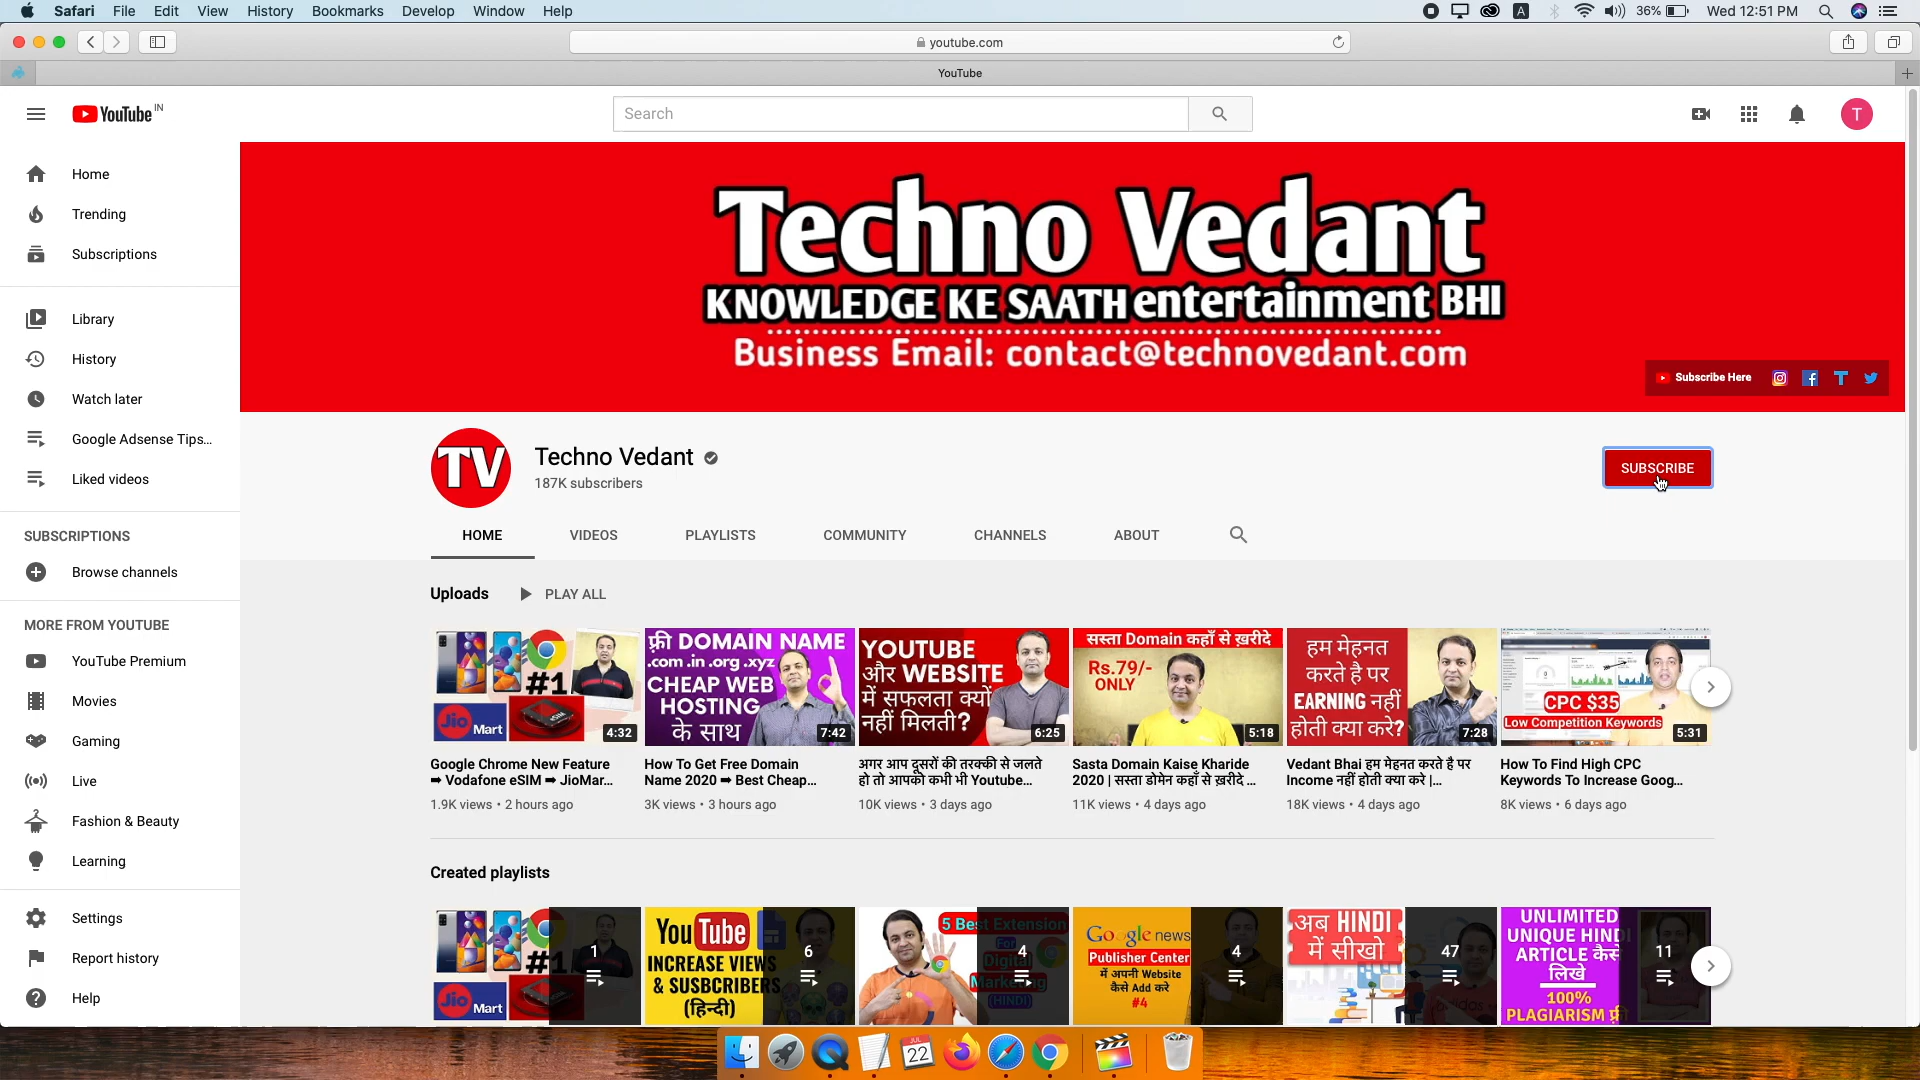 Safari File Edit View History Bookmarks Develop Window Help
A 36% Wed 12:51 PM
youtube.com
YouTube
YouTube IN
Search
T
Home
Trending
Subscriptions
Library
History
Watch later
Google Adsense Tips...
Liked videos
SUBSCRIPTIONS
Browse channels
MORE FROM YOUTUBE
YouTube Premium
Movies
Gaming
Live
Fashion & Beauty
Learning
Settings
Report history
Help
Techno Vedant
KNOWLEDGE KE SAATH entertainment BHI
Business Email: contact@technovedant.com
Subscribe Here
TV
Techno Vedant
187K subscribers
SUBSCRIBE
HOME VIDEOS PLAYLISTS COMMUNITY CHANNELS ABOUT
Uploads PLAY ALL
#1
Jio Mart
4:32
Google Chrome New Feature
➡ Vodafone eSIM ➡ JioMar...
1.9K views • 2 hours ago
फ्री DOMAIN NAME
.com .in .org .xyz
CHEAP WEB
HOSTING
के साथ
7:42
How To Get Free Domain
Name 2020 ➡ Best Cheap...
3K views • 3 hours ago
YOUTUBE
और WEBSITE
में सफलता क्यों
नहीं मिलती?
6:25
अगर आप दूसरों की तरक्की से जलते
हो तो आपको कभी भी Youtube...
10K views • 3 days ago
सस्ता Domain कहाँ से ख़रीदे
Rs.79/-
ONLY
5:18
Sasta Domain Kaise Kharide
2020 | सस्ता डोमेन कहाँ से ख़रीदे ...
11K views • 4 days ago
हम मेहनत
करते है पर
EARNING नहीं
होती क्या करे?
7:28
Vedant Bhai हम मेहनत करते है पर
Income नहीं होती क्या करे |...
18K views • 4 days ago
CPC $35
Low Competition Keywords
5:31
How To Find High CPC
Keywords To Increase Goog...
8K views • 6 days ago
Created playlists
#1
Jio Mart
1
YouTube
INCREASE VIEWS
& SUSBCRIBERS
(हिन्दी)
6
5 Best Extension
For
Digital
Marketing
(HINDI)
4
Google news
Publisher Center
में अपनी Website
कैसे Add करे
#4
4
अब HINDI
में सीखो
47
UNLIMITED
UNIQUE HINDI
ARTICLE कैसे
लिखे
100%
PLAGIARISM फ्री
11
JUL
22